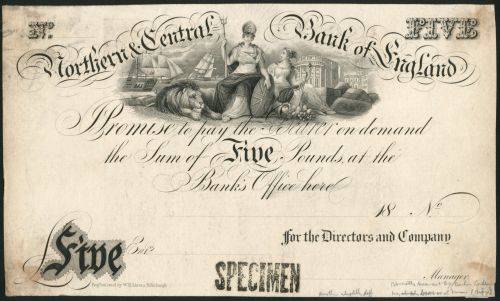 No.
FIVE
Northern & Central Bank of England
I Promise to pay the Bearer on demand
the Sum of Five Pounds, at the
Bank's Office here
18 No.
For the Directors and Company
Five
SPECIMEN
Manager